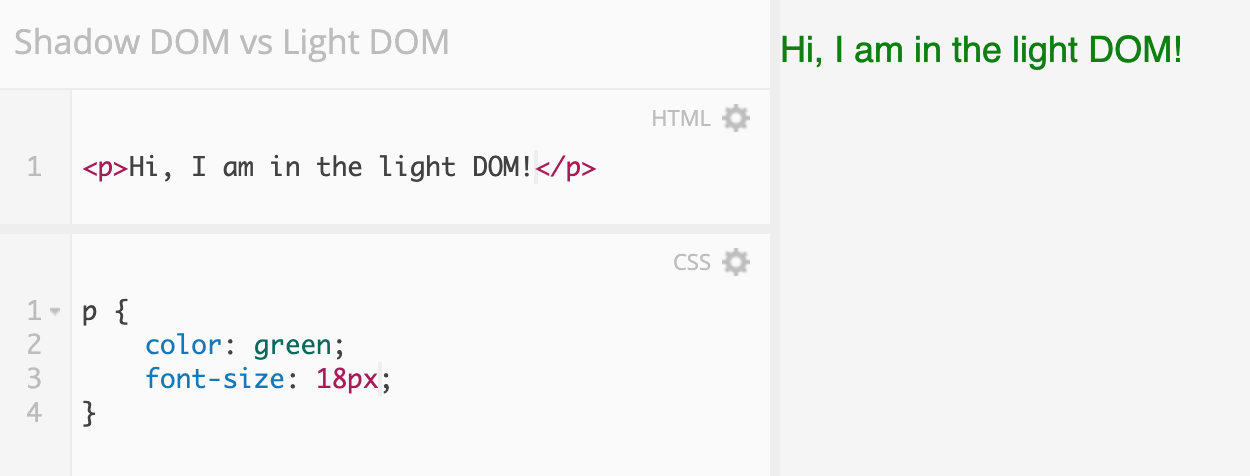 Shadow DOM vs Light DOM
Hi, I am in the light DOM!
HTML
1 <p>Hi, I am in the light DOM!</p>
CSS
1 p {
2 color: green;
3 font-size: 18px;
4 }